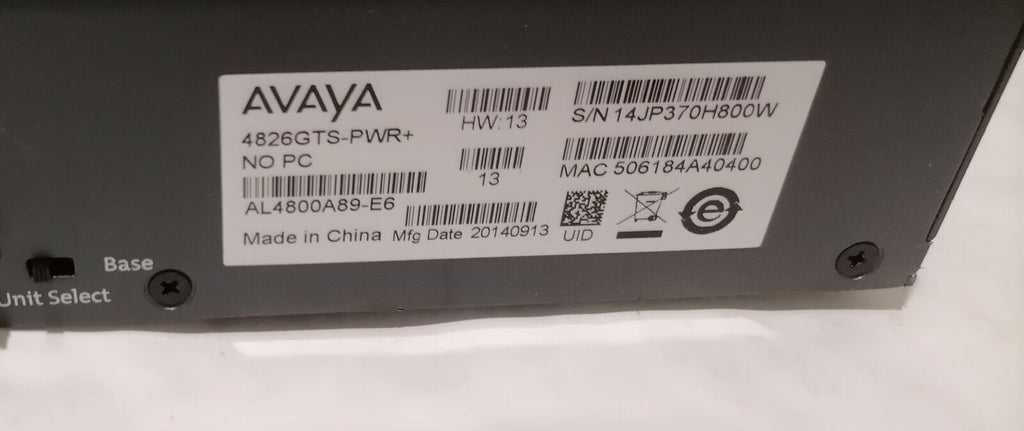 AVAYA
4826GTS-PWR+
NO PC
AL4800A89-E6
Made in China
HW:13
13
Mfg Date 20140913
S/N 14JP370H800W
MAC 506184A40400
UID
Base
Unit Select